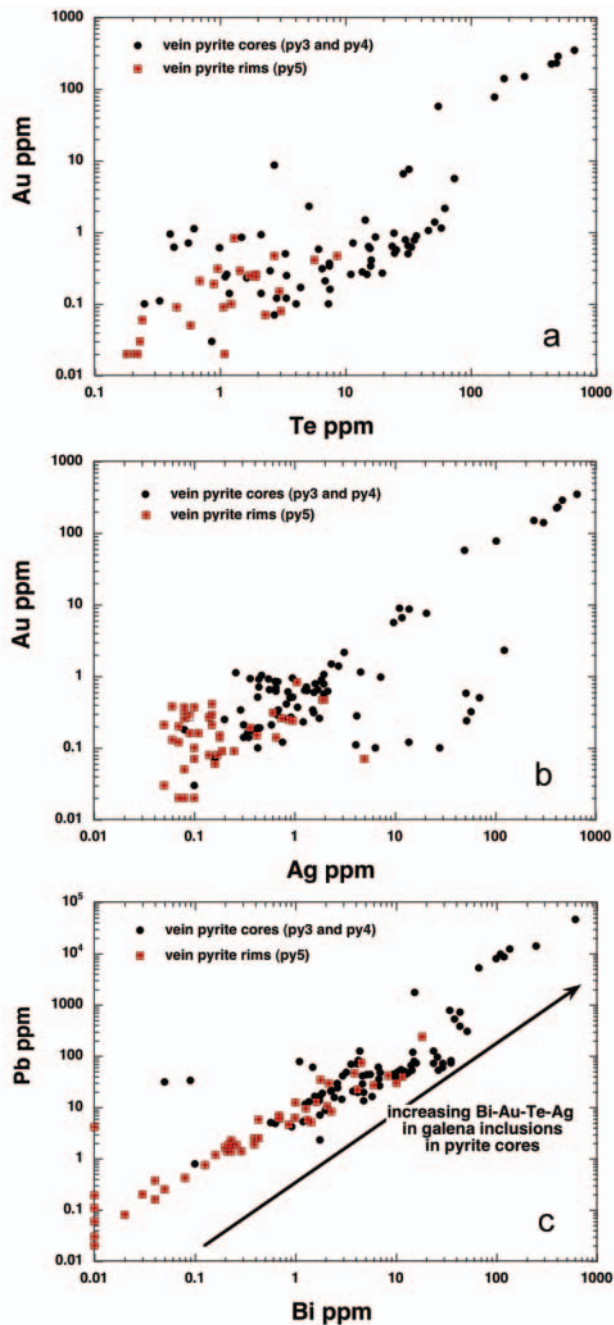 1000
100
10
1
0.1
0.01
Au ppm
vein pyrite cores (py3 and py4)
vein pyrite rims (py5)
a
0.1 1 10 100 1000
Te ppm
1000
100
10
1
0.1
0.01
Au ppm
vein pyrite cores (py3 and py4)
vein pyrite rims (py5)
b
0.01 0.1 1 10 100 1000
Ag ppm
10⁵
10⁴
1000
100
10
1
0.1
0.01
Pb ppm
vein pyrite cores (py3 and py4)
vein pyrite rims (py5)
increasing Bi-Au-Te-Ag
in galena inclusions
in pyrite cores
c
0.01 0.1 1 10 100 1000
Bi ppm